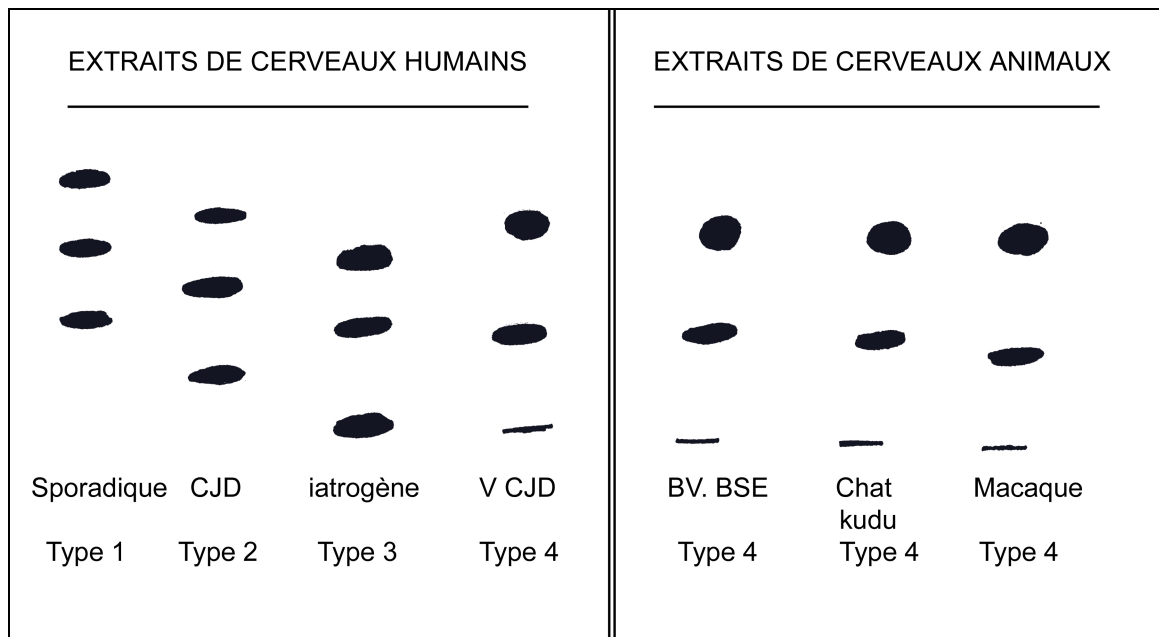 EXTRAITS DE CERVEAUX HUMAINS
Sporadique CJD iatrogène V CJD
Type 1 Type 2 Type 3 Type 4
EXTRAITS DE CERVEAUX ANIMAUX
BV. BSE Chat Macaque
kudu
Type 4 Type 4 Type 4